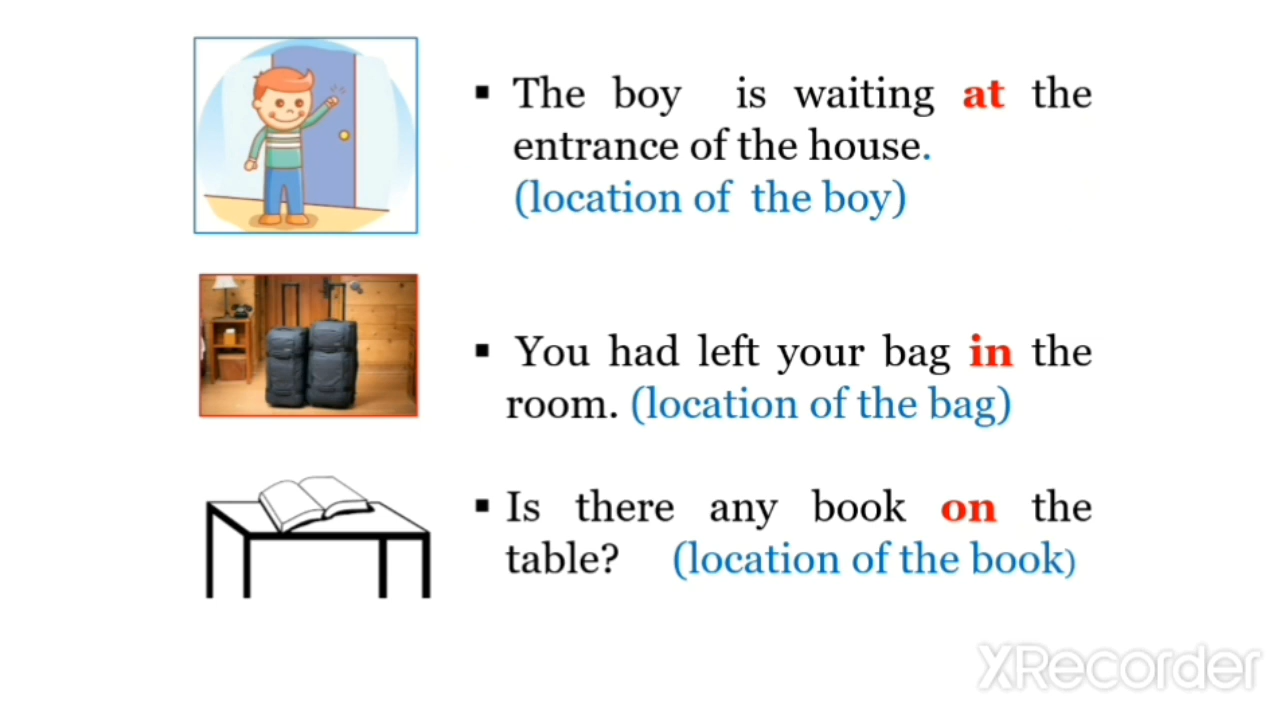 ▪ The boy is waiting at the
entrance of the house.
(location of the boy)
▪ You had left your bag in the
room. (location of the bag)
▪ Is there any book on the
table? (location of the book)
XRecorder